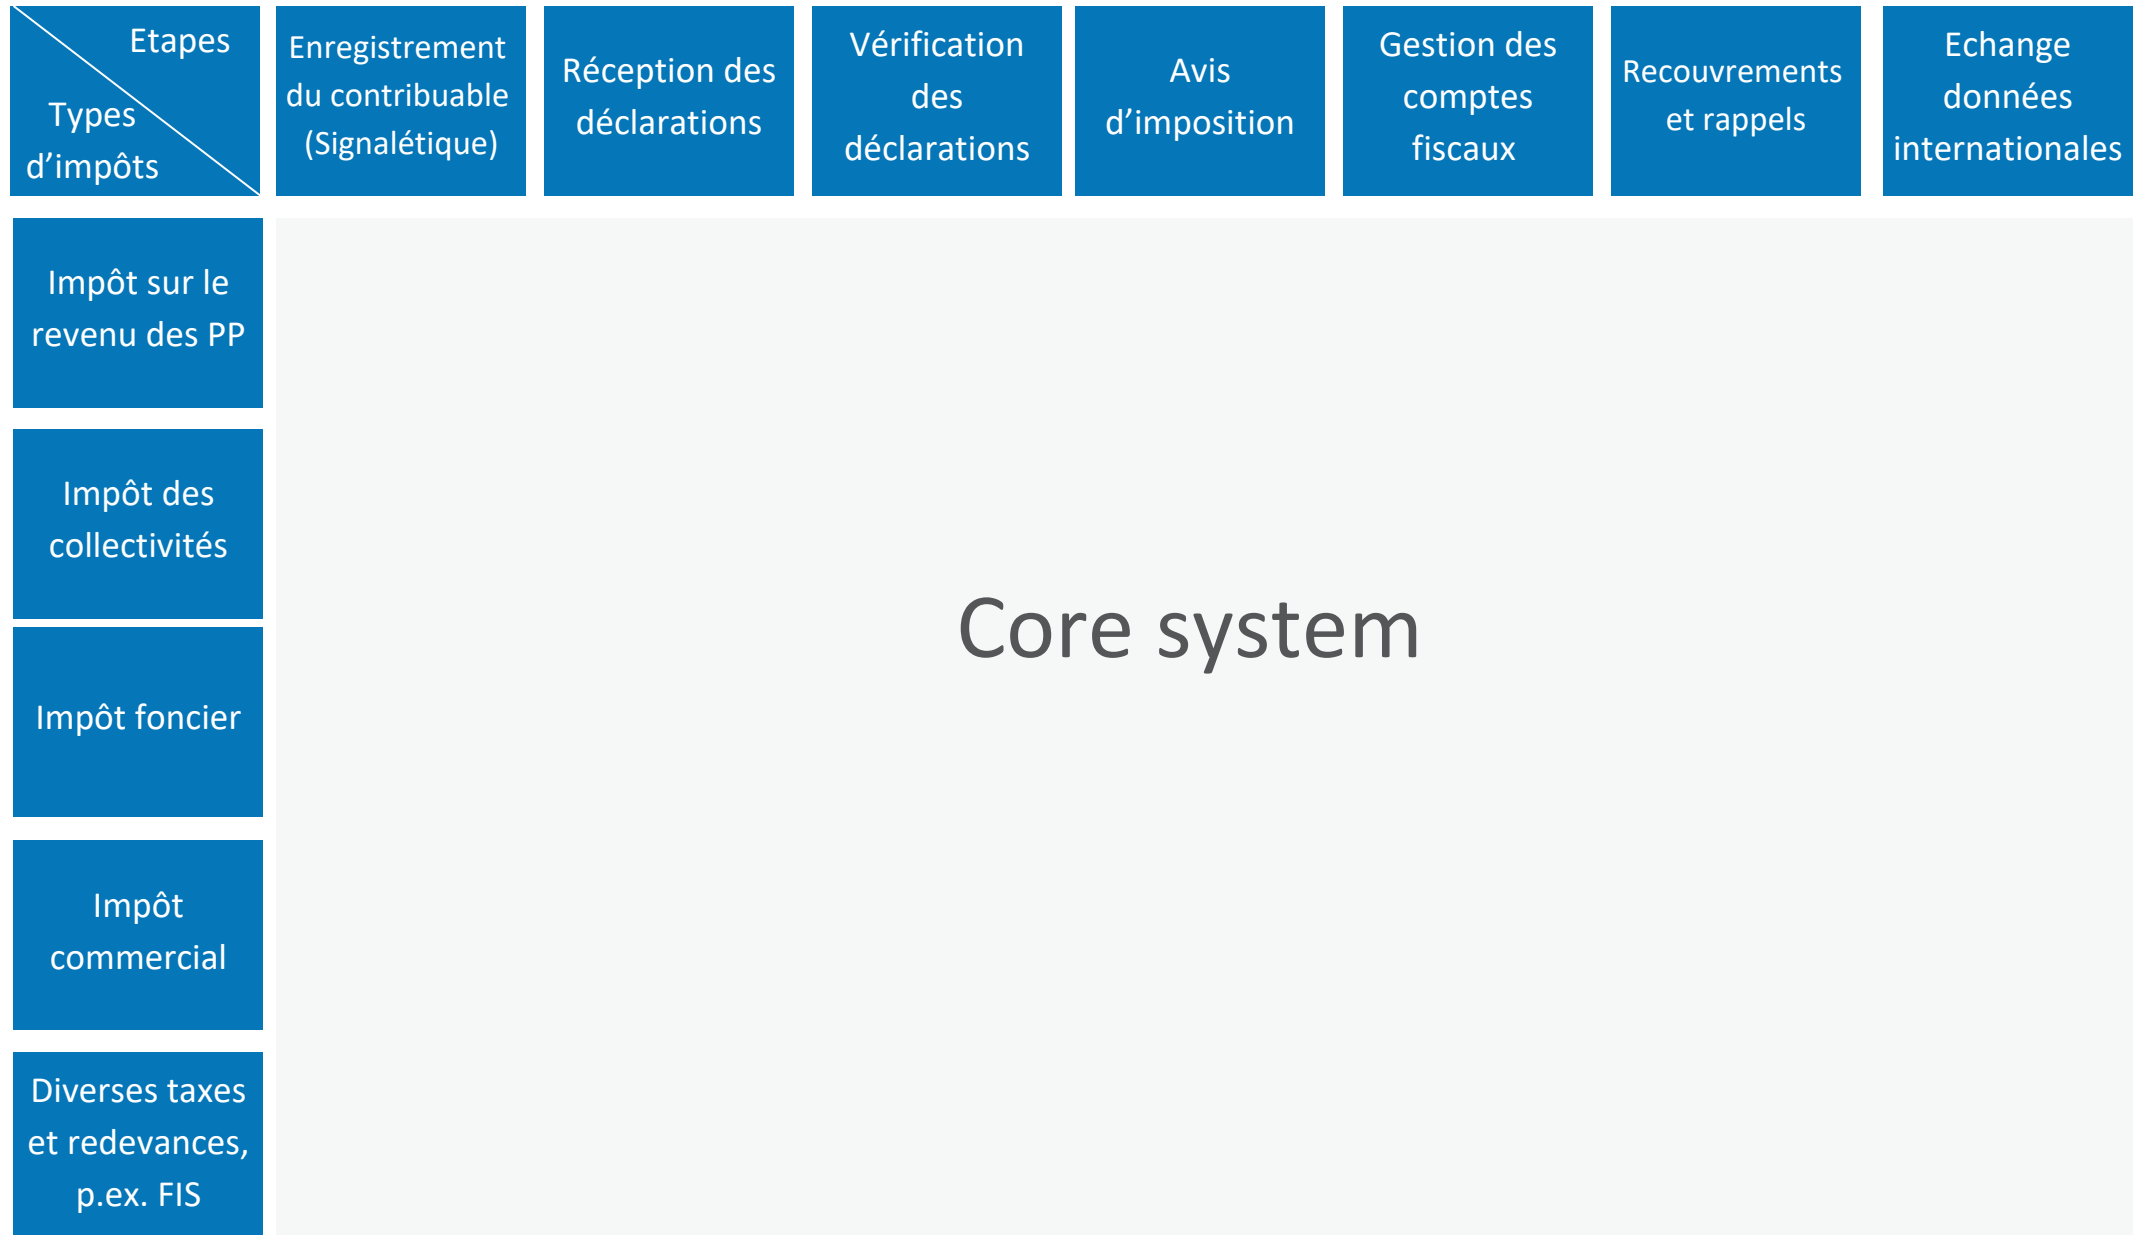 Etapes
Types
d’impôts
Enregistrement
du contribuable
(Signalétique)
Réception des
déclarations
Vérification
des
déclarations
Avis
d’imposition
Gestion des
comptes
fiscaux
Recouvrements
et rappels
Echange
données
internationales
Impôt sur le
revenu des PP
Impôt des
collectivités
Impôt foncier
Impôt
commercial
Diverses taxes
et redevances,
p.ex. FIS
Core system